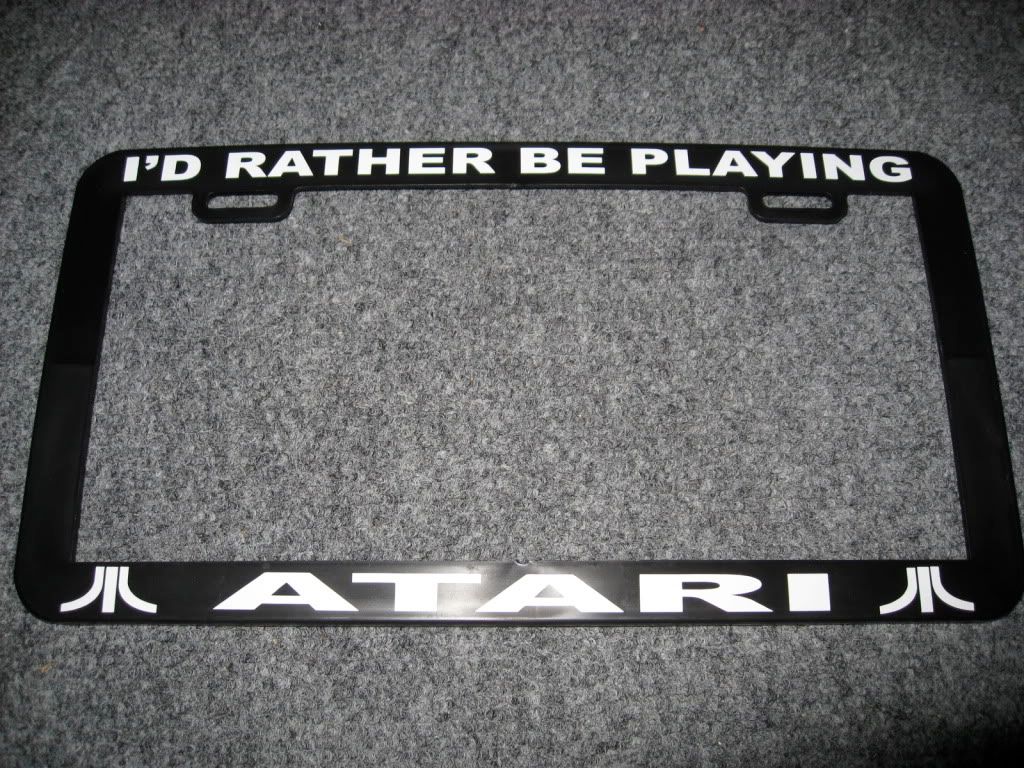 I'D RATHER BE PLAYING
ATARI